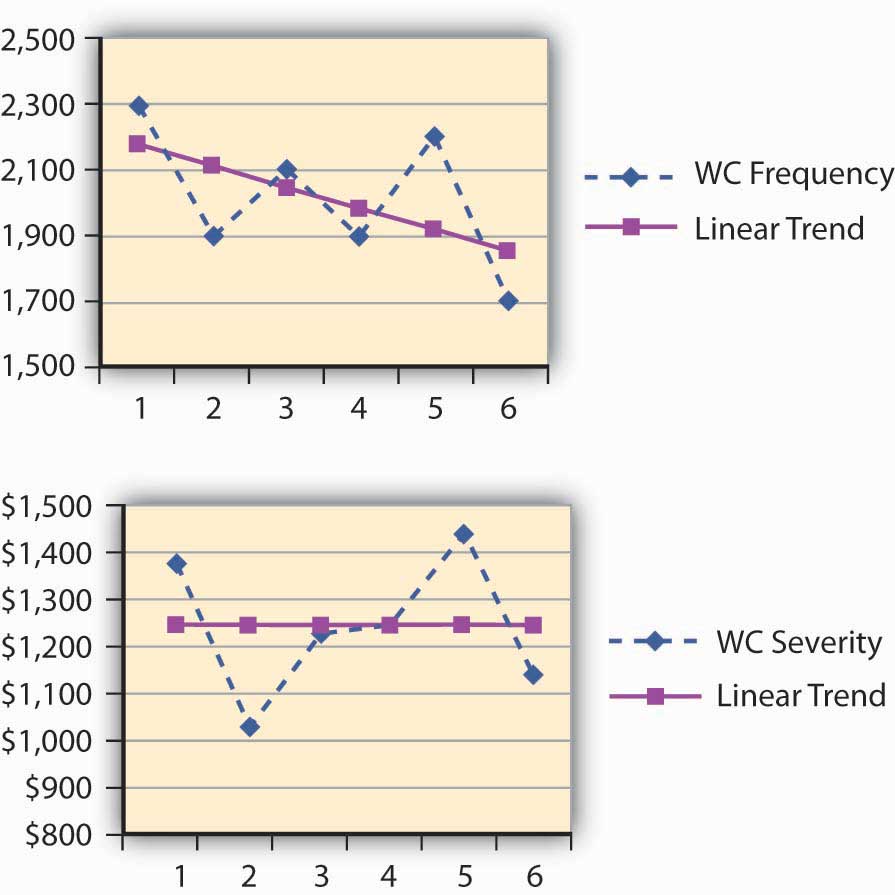 2,500
2,300
2,100
1,900
1,700
1,500
1 2 3 4 5 6
WC Frequency
Linear Trend
$1,500
$1,400
$1,300
$1,200
$1,100
$1,000
$900
$800
1 2 3 4 5 6
WC Severity
Linear Trend